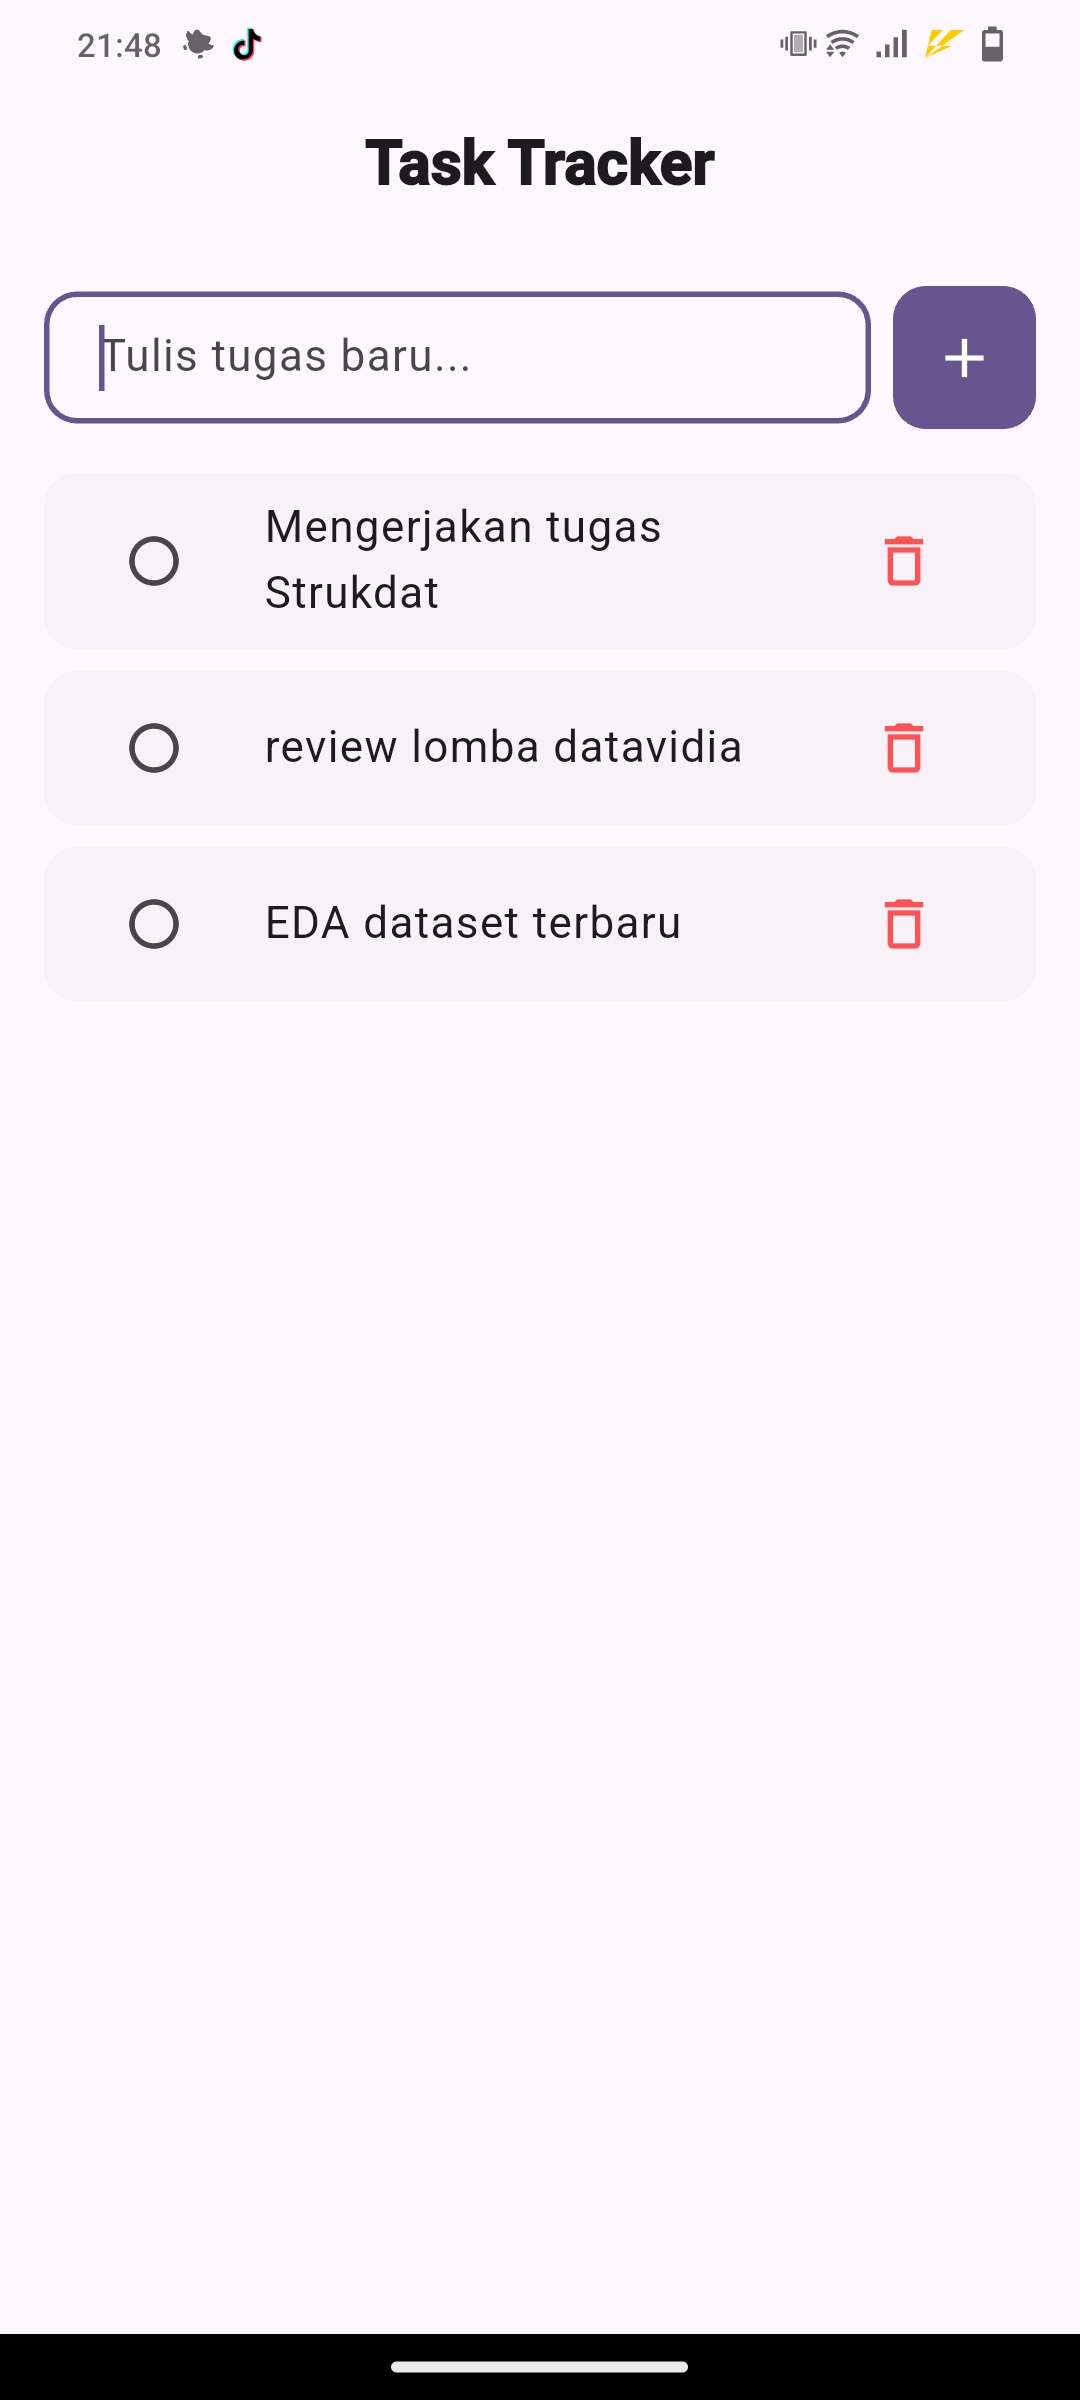 21:48
Task Tracker
Tulis tugas baru...
Mengerjakan tugas
Strukdat
review lomba datavidia
EDA dataset terbaru